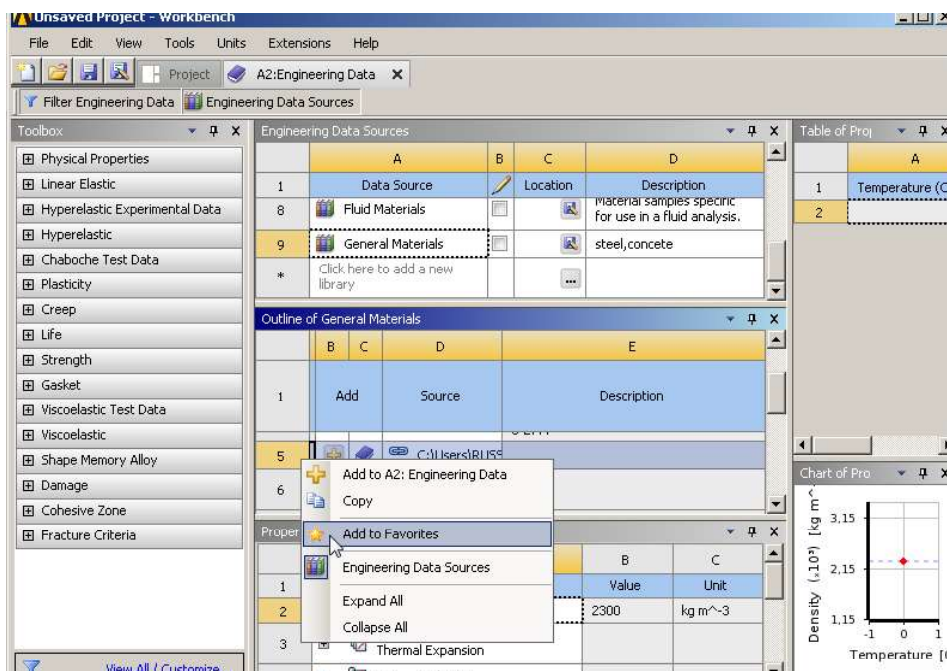 Unsaved Project - Workbench
File Edit View Tools Units Extensions Help
Project A2:Engineering Data X
Filter Engineering Data Engineering Data Sources
Toolbox
Physical Properties
Linear Elastic
Hyperelastic Experimental Data
Hyperelastic
Chaboche Test Data
Plasticity
Creep
Life
Strength
Gasket
Viscoelastic Test Data
Viscoelastic
Shape Memory Alloy
Damage
Cohesive Zone
Fracture Criteria
View All / Customize
Engineering Data Sources
A B C D
1 Data Source Location Description
8 Fluid Materials Material samples specific
for use in a fluid analysis.
9 General Materials steel,concete
* Click here to add a new
library ...
Outline of General Materials
B C D E
1 Add Source Description
5 C:\Users\RUSS
6
Add to A2: Engineering Data
Copy
Add to Favorites
Engineering Data Sources
Expand All
Collapse All
Proper
B C
1 Value Unit
2 2300 kg m^-3
3 Thermal Expansion
Table of Pro
A
1 Temperature (C
2
Chart of Pro
Density (.10³) [kg m^-
3,15
2,15
1,15
-1 0 1
Temperature [